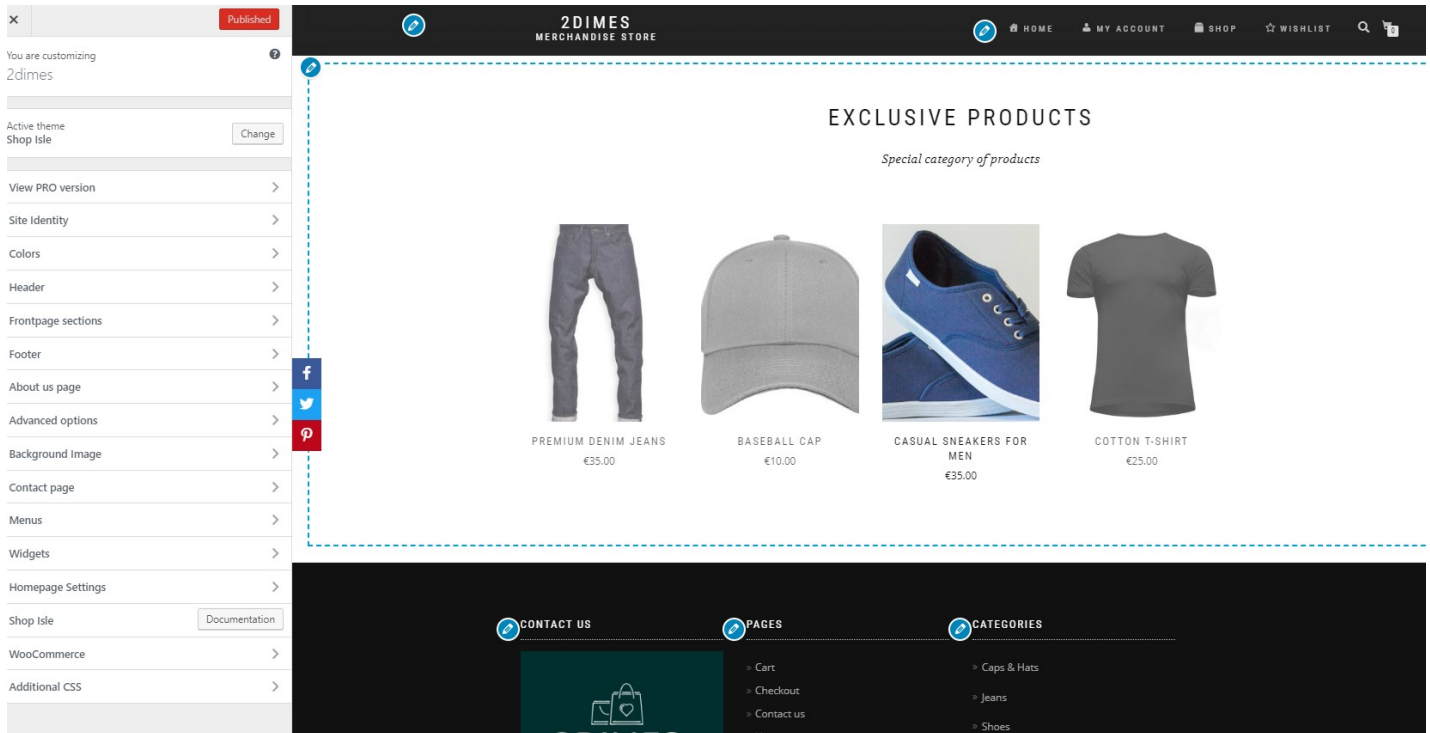 Published
You are customizing
2dimes
Active theme
Shop Isle
Change
View PRO version
Site Identity
Colors
Header
Frontpage sections
Footer
About us page
Advanced options
Background Image
Contact page
Menus
Widgets
Homepage Settings
Shop Isle
Documentation
WooCommerce
Additional CSS
2DIMES
MERCHANDISE STORE
HOME MY ACCOUNT SHOP WISHLIST 0
EXCLUSIVE PRODUCTS
Special category of products
PREMIUM DENIM JEANS
€35.00
BASEBALL CAP
€10.00
CASUAL SNEAKERS FOR
MEN
€35.00
COTTON T-SHIRT
€25.00
CONTACT US
PAGES
» Cart
» Checkout
» Contact us
CATEGORIES
» Caps & Hats
» Jeans
» Shoes